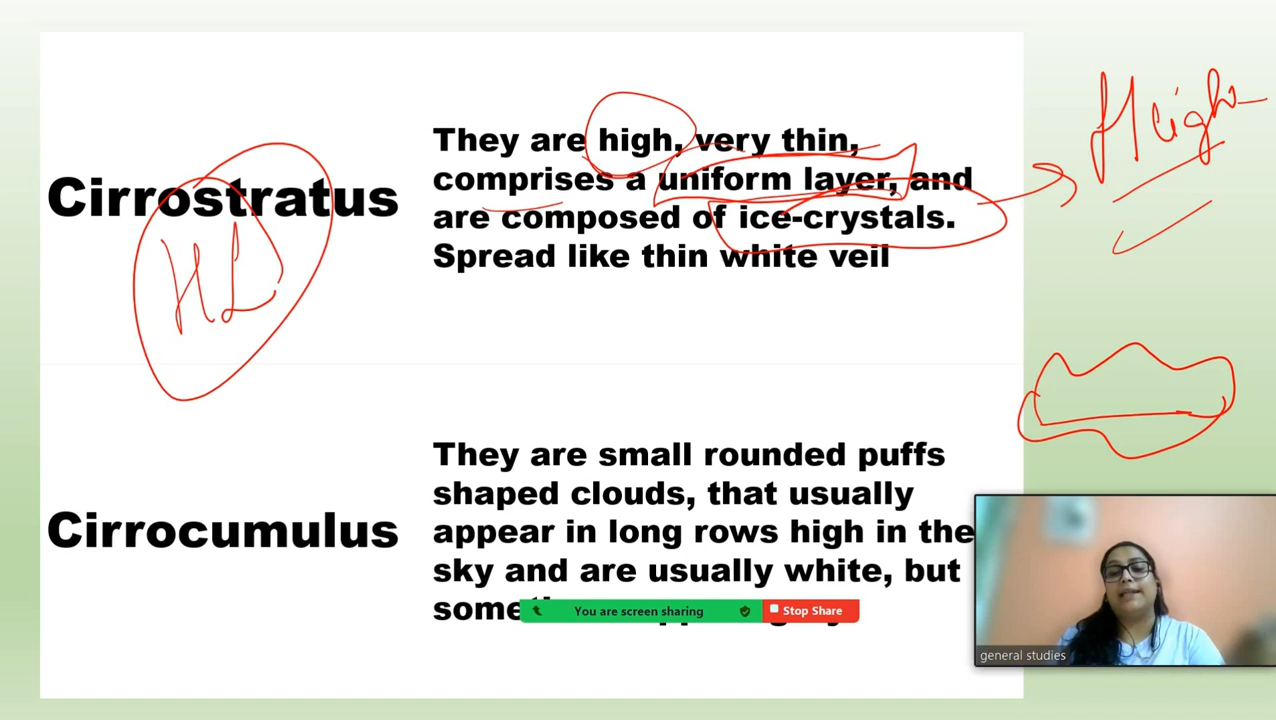 They are high, very thin,
comprises a uniform layer, and
are composed of ice-crystals.
Spread like thin white veil
Cirrostratus
HL
Heigh
They are small rounded puffs
shaped clouds, that usually
appear in long rows high in the
sky and are usually white, but
Cirrocumulus
You are screen sharing
Stop Share
general studies